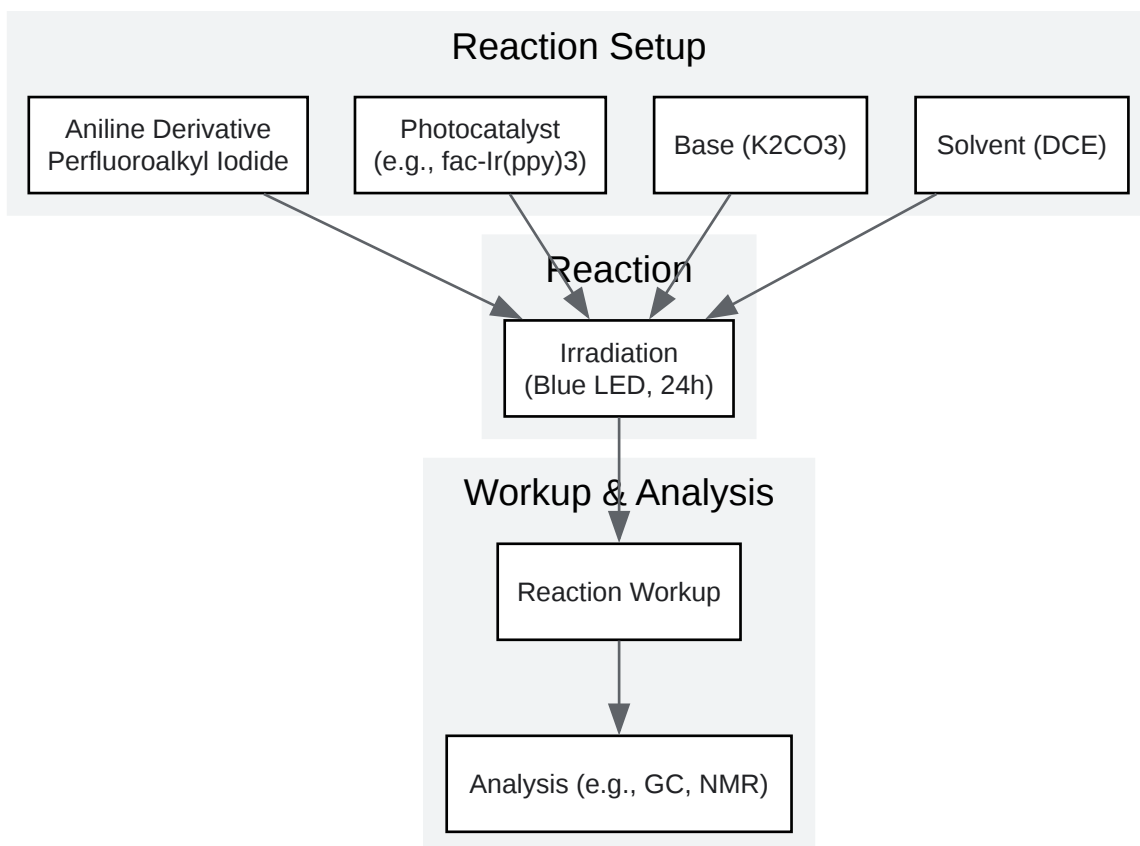 Reaction Setup
Aniline Derivative
Perfluoroalkyl Iodide
Photocatalyst
(e.g., fac-Ir(ppy)3)
Base (K2CO3)
Solvent (DCE)
Reaction
Irradiation
(Blue LED, 24h)
Workup & Analysis
Reaction Workup
Analysis (e.g., GC, NMR)